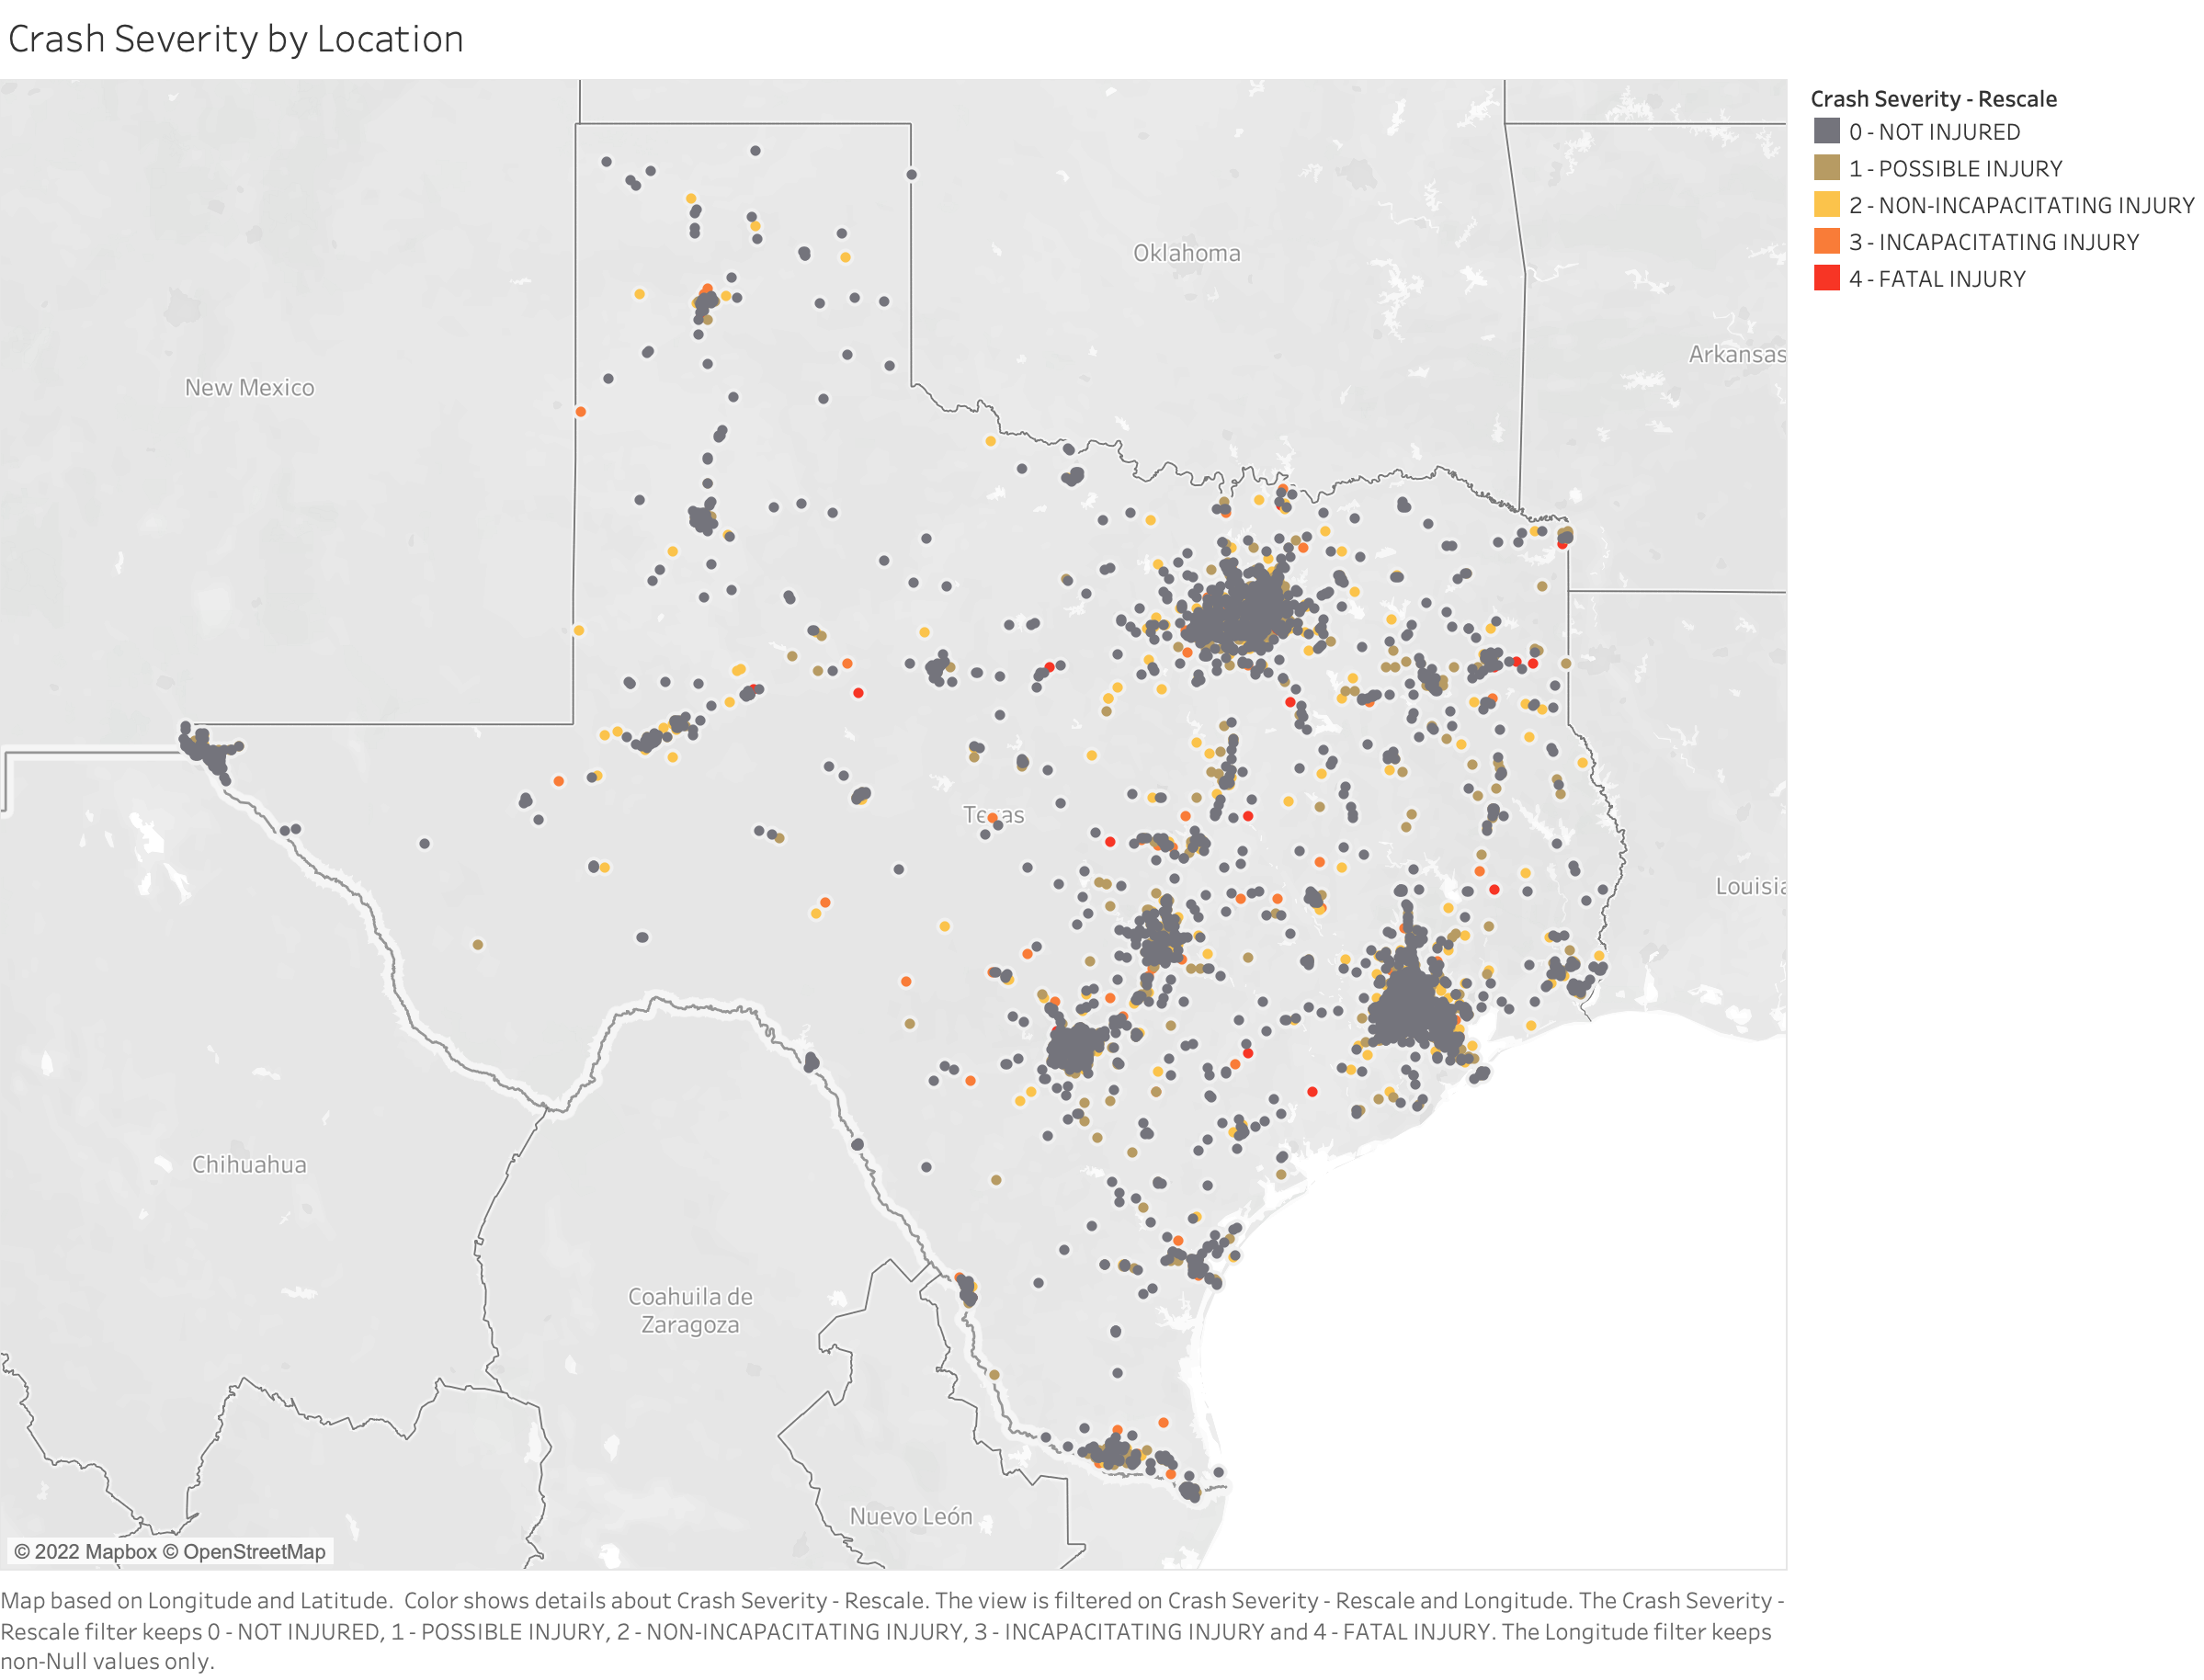 Crash Severity by Location
Crash Severity - Rescale
0 - NOT INJURED
1 - POSSIBLE INJURY
2 - NON-INCAPACITATING INJURY
3 - INCAPACITATING INJURY
4 - FATAL INJURY
Oklahoma
Arkansas
New Mexico
Texas
Louisia
Chihuahua
Coahuila de
Zaragoza
Nuevo León
© 2022 Mapbox © OpenStreetMap
Map based on Longitude and Latitude.  Color shows details about Crash Severity - Rescale. The view is filtered on Crash Severity - Rescale and Longitude. The Crash Severity -
Rescale filter keeps 0 - NOT INJURED, 1 - POSSIBLE INJURY, 2 - NON-INCAPACITATING INJURY, 3 - INCAPACITATING INJURY and 4 - FATAL INJURY. The Longitude filter keeps
non-Null values only.